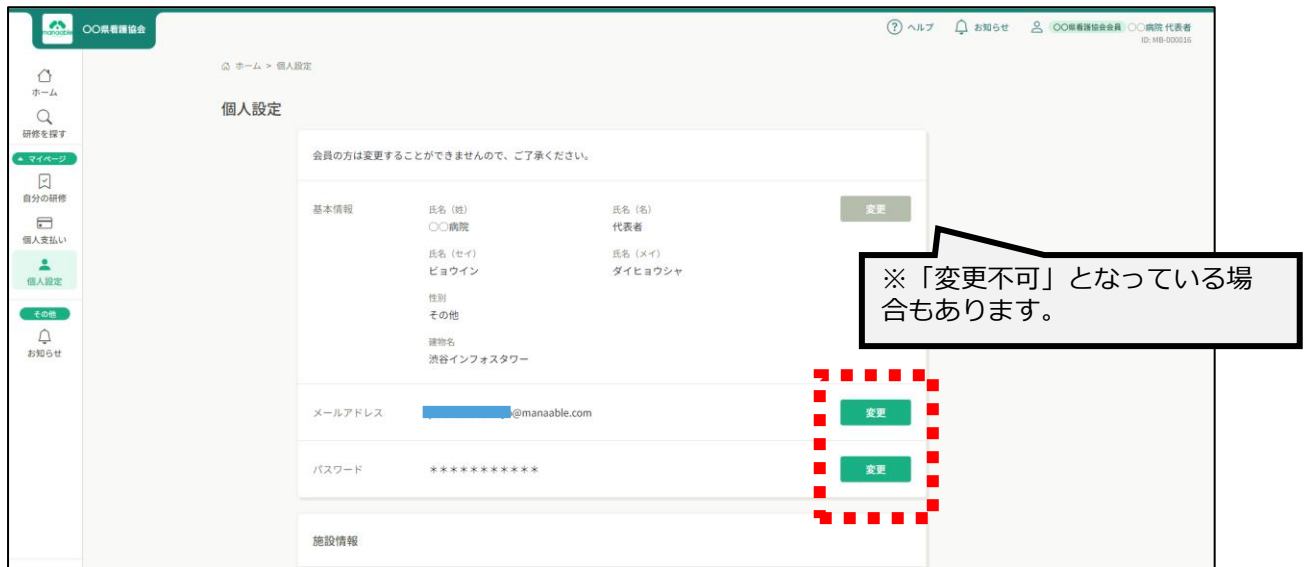 manaable
〇〇県看護協会
ヘルプ
お知らせ
〇〇県看護協会会員
〇〇病院 代表者
ID: MB-000016
ホーム
研修を探す
マイページ
自分の研修
個人支払い
個人設定
その他
お知らせ
ホーム > 個人設定
個人設定
会員の方は変更することができませんので、ご了承ください。
基本情報
氏名（姓）
〇〇病院
氏名（名）
代表者
変更
氏名（セイ）
ビョウイン
氏名（メイ）
ダイヒョウシャ
性別
その他
建物名
渋谷インフォスタワー
※「変更不可」となっている場
合もあります。
メールアドレス
@manaable.com
変更
パスワード
***********
変更
施設情報